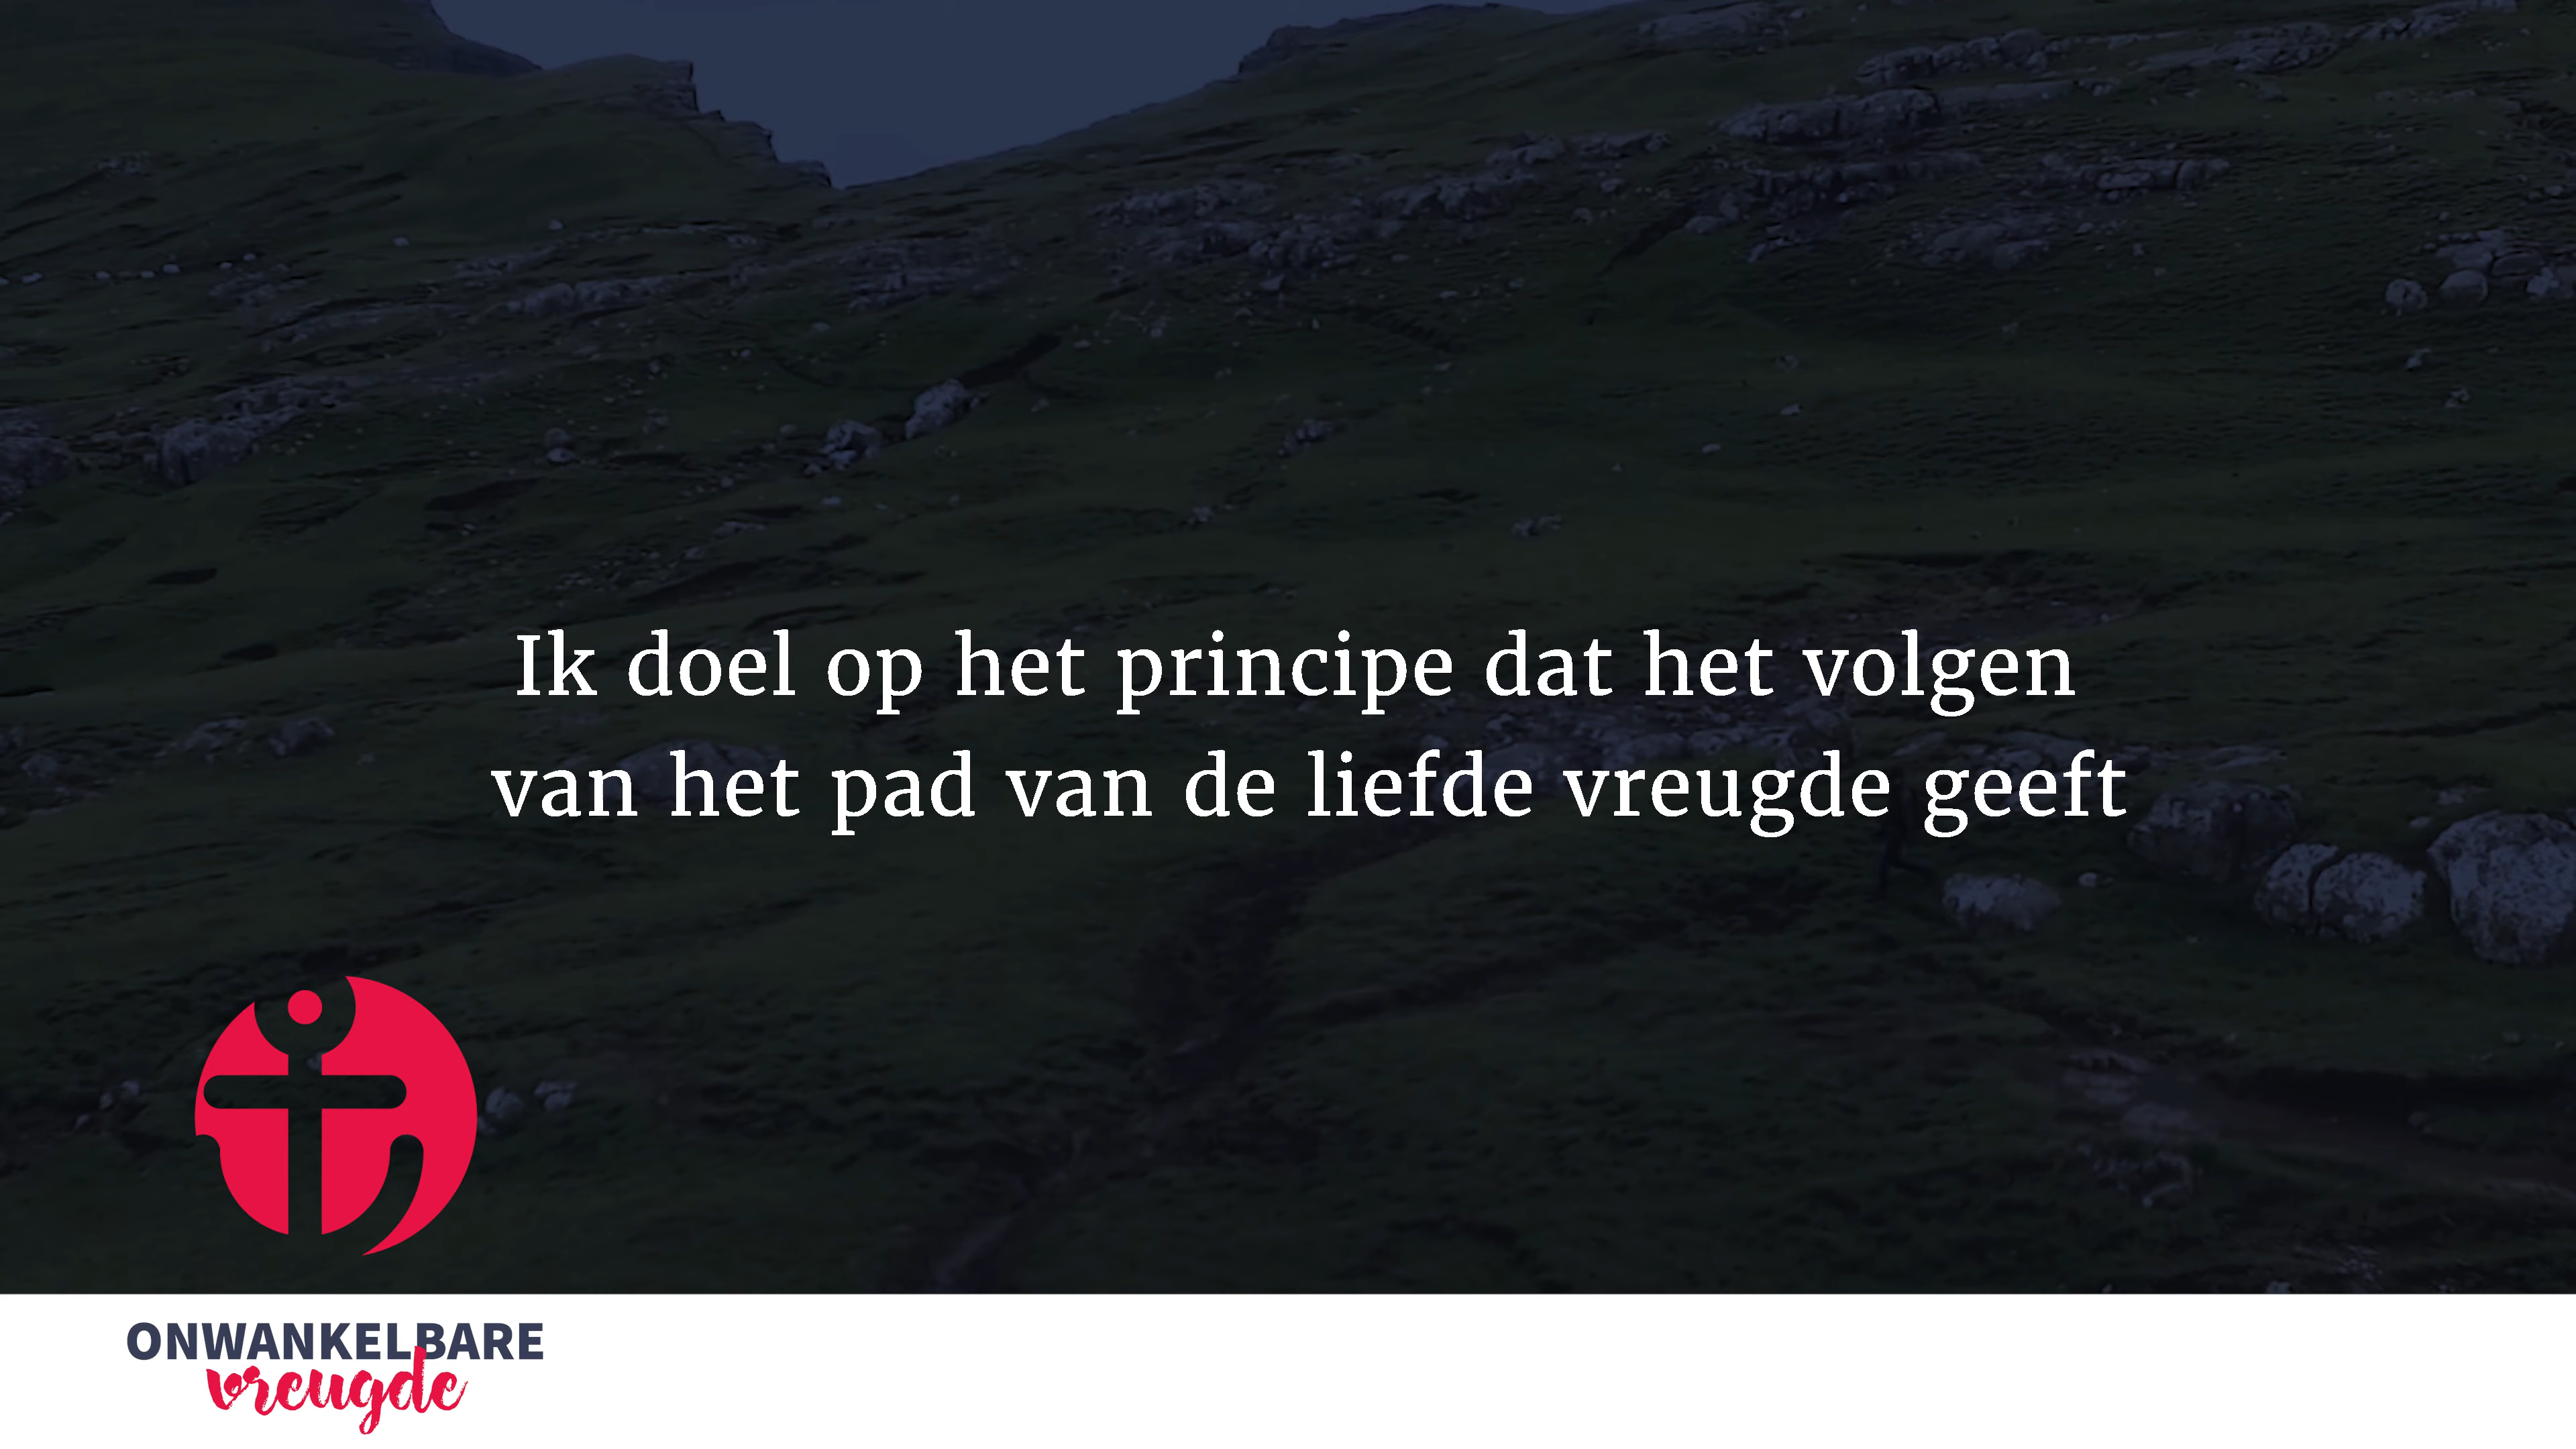 Ik doel op het principe dat het volgen
van het pad van de liefde vreugde geeft
ONWANKELBARE
vreugde